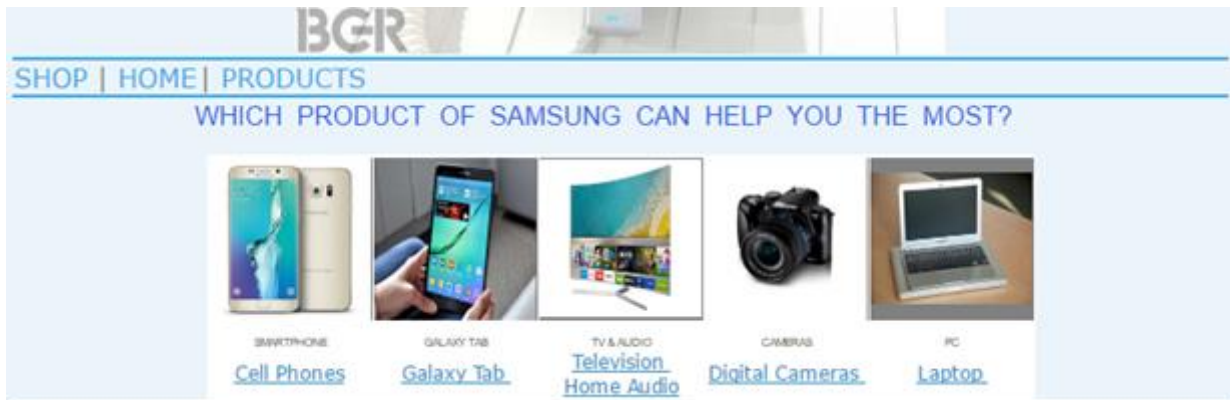 BGR
SHOP | HOME | PRODUCTS
WHICH PRODUCT OF SAMSUNG CAN HELP YOU THE MOST?
SMARTPHONE GALAXY TAB TV & AUDIO CAMERAS PC
Cell Phones Galaxy Tab Television Home Audio Digital Cameras Laptop